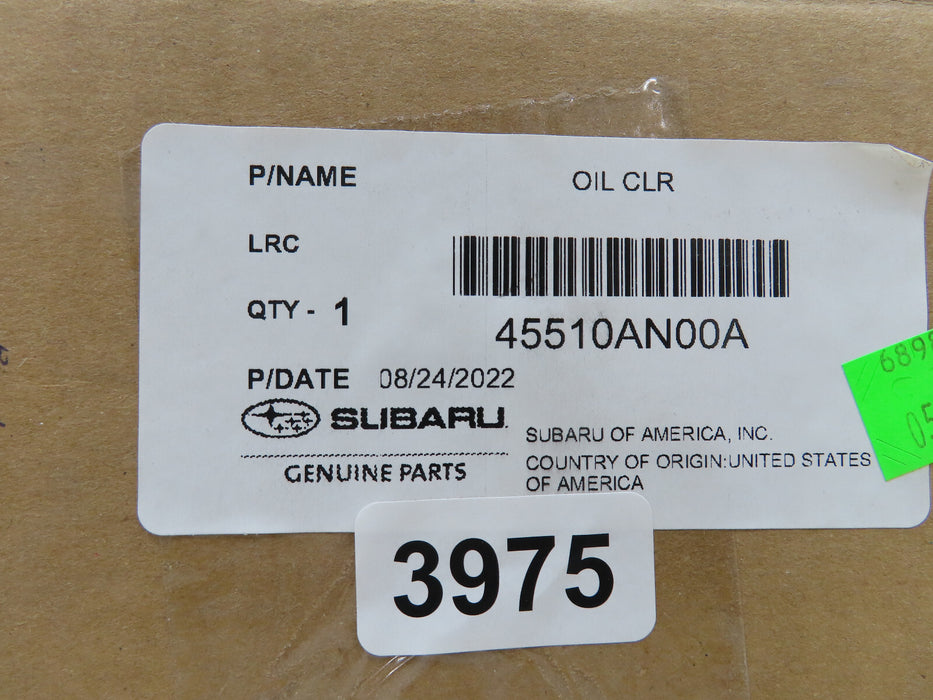 P/NAME OIL CLR
LRC
QTY - 1
45510AN00A
P/DATE 08/24/2022
SUBARU
GENUINE PARTS
SUBARU OF AMERICA, INC.
COUNTRY OF ORIGIN:UNITED STATES
OF AMERICA
3975